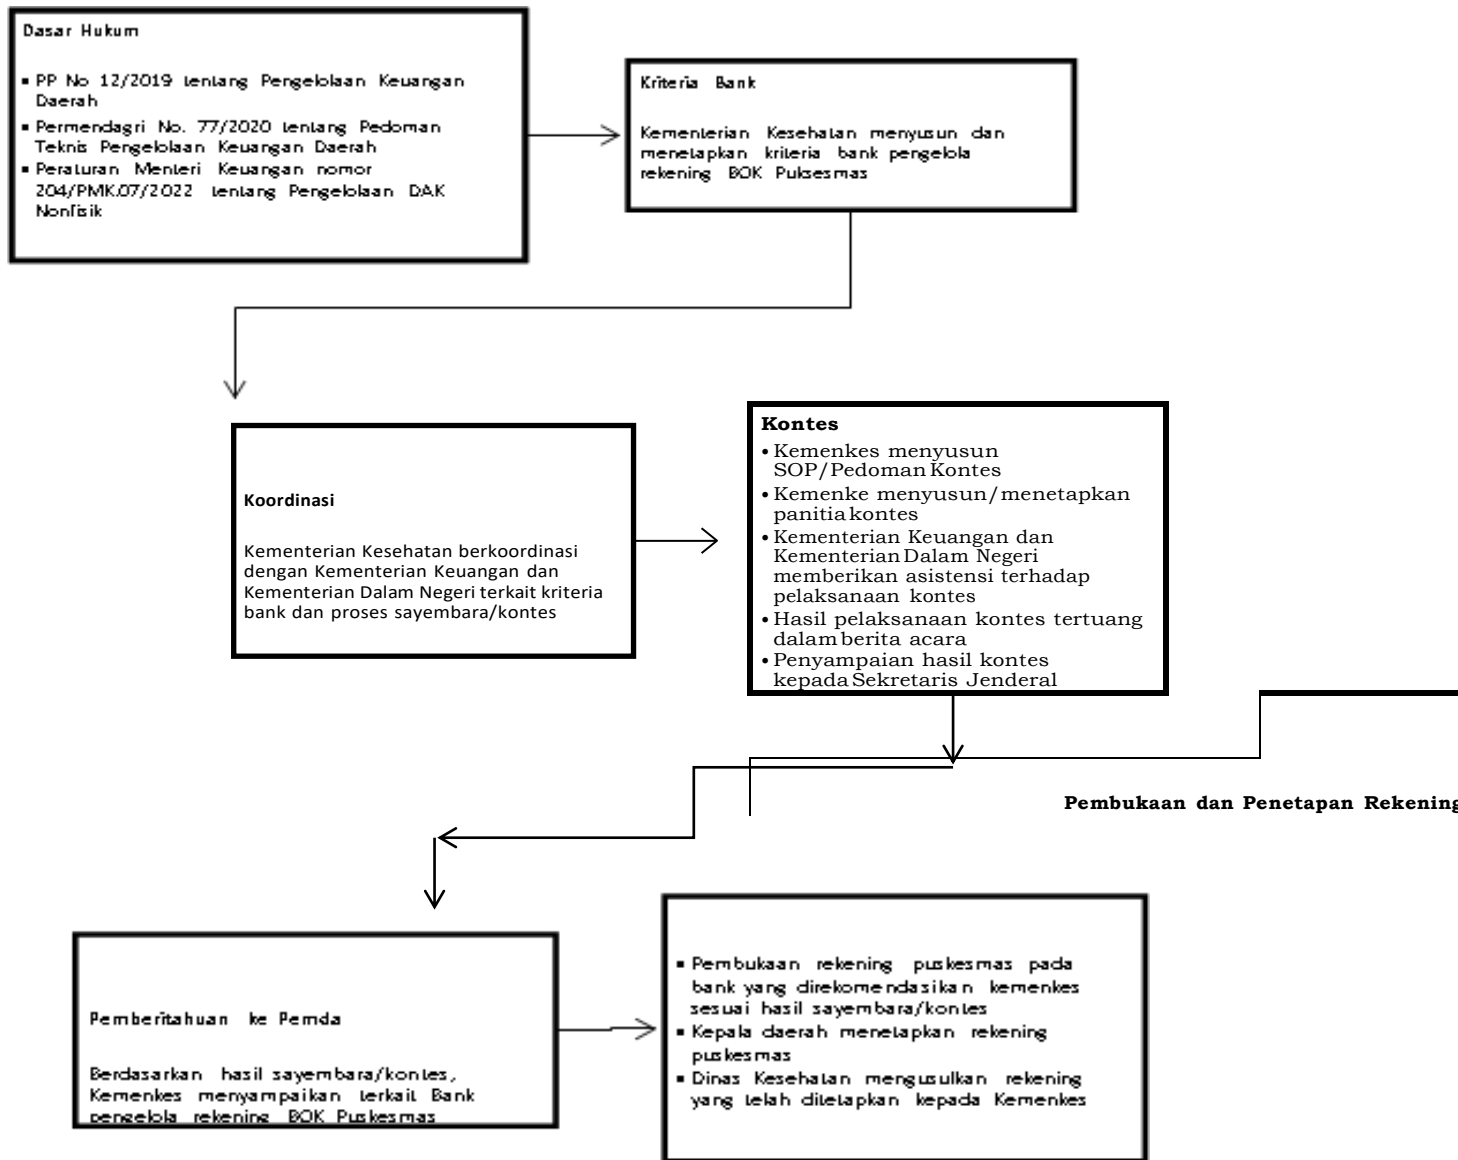 Dasar Hukum
▪ PP No 12/2019 tentang Pengelolaan Keuangan
Daerah
▪ Permendagri No. 77/2020 tentang Pedoman
Teknis Pengelolaan Keuangan Daerah
▪ Peraturan Menteri Keuangan nomor
204/PMK.07/2022 tentang Pengelolaan DAK
Nonfisik
Kriteria Bank
Kementerian Kesehatan menyusun dan
menetapkan kriteria bank pengelola
rekening BOK Puksesmas
Koordinasi
Kementerian Kesehatan berkoordinasi
dengan Kementerian Keuangan dan
Kementerian Dalam Negeri terkait kriteria
bank dan proses sayembara/kontes
Kontes
• Kemenkes menyusun
SOP/Pedoman Kontes
• Kemenke menyusun/menetapkan
panitia kontes
• Kementerian Keuangan dan
Kementerian Dalam Negeri
memberikan asistensi terhadap
pelaksanaan kontes
• Hasil pelaksanaan kontes tertuang
dalam berita acara
• Penyampaian hasil kontes
kepada Sekretaris Jenderal
Pembukaan dan Penetapan Rekening
Pemberitahuan ke Pemda
Berdasarkan hasil sayembara/kontes,
Kemenkes menyampaikan terkait Bank
pengelola rekening BOK Puskesmas
▪ Pembukaan rekening puskesmas pada
bank yang direkomendasikan kemenkes
sesuai hasil sayembara/kontes
▪ Kepala daerah menetapkan rekening
puskesmas
▪ Dinas Kesehatan mengusulkan rekening
yang telah ditetapkan kepada Kemenkes